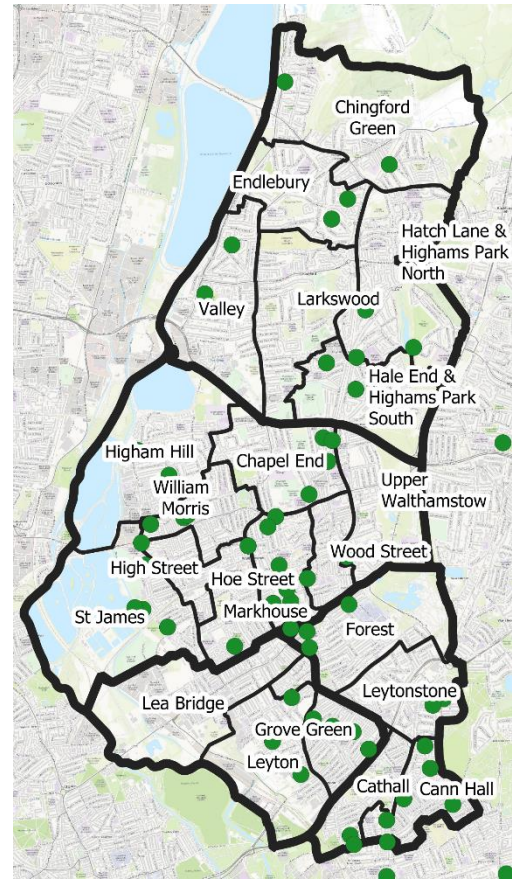 Chingford
Green
Endlebury
Hatch Lane &
Highams Park
North
Valley
Larkswood
Hale End &
Highams Park
South
Higham Hill
Chapel End
William
Morris
Upper
Walthamstow
High Street
Wood Street
Hoe Street
St James
Markhouse
Forest
Lea Bridge
Leytonstone
Grove Green
Leyton
Cathall
Cann Hall